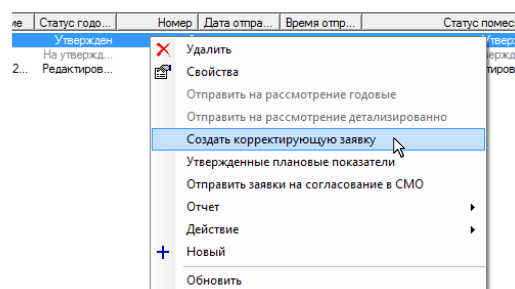 ие Статус годо... Номер Дата отпра... Время отпр... Статус помес
Утвержден
На утвержд...
2... Редактиров...
Удалить
Свойства
Отправить на рассмотрение годовые
Отправить на рассмотрение детализированно
Создать корректирующую заявку
Утвержденные плановые показатели
Отправить заявки на согласование в СМО
Отчет
Действие
Новый
Обновить